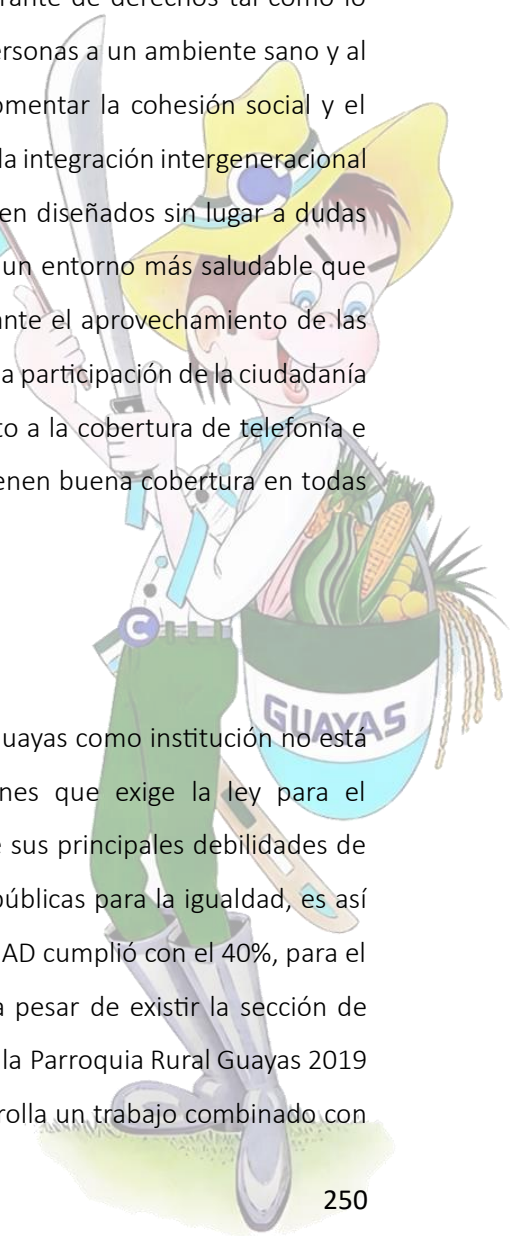 rante de derechos tal como lo
ersonas a un ambiente sano y al
omentar la cohesión social y el
la integración intergeneracional
en diseñados sin lugar a dudas
un entorno más saludable que
ante el aprovechamiento de las
a participación de la ciudadanía
to a la cobertura de telefonía e
enen buena cobertura en todas
C
GUAYAS
uayas como institución no está
nes que exige la ley para el
e sus principales debilidades de
públicas para la igualdad, es así
AD cumplió con el 40%, para el
a pesar de existir la sección de
la Parroquia Rural Guayas 2019
rolla un trabajo combinado con
250